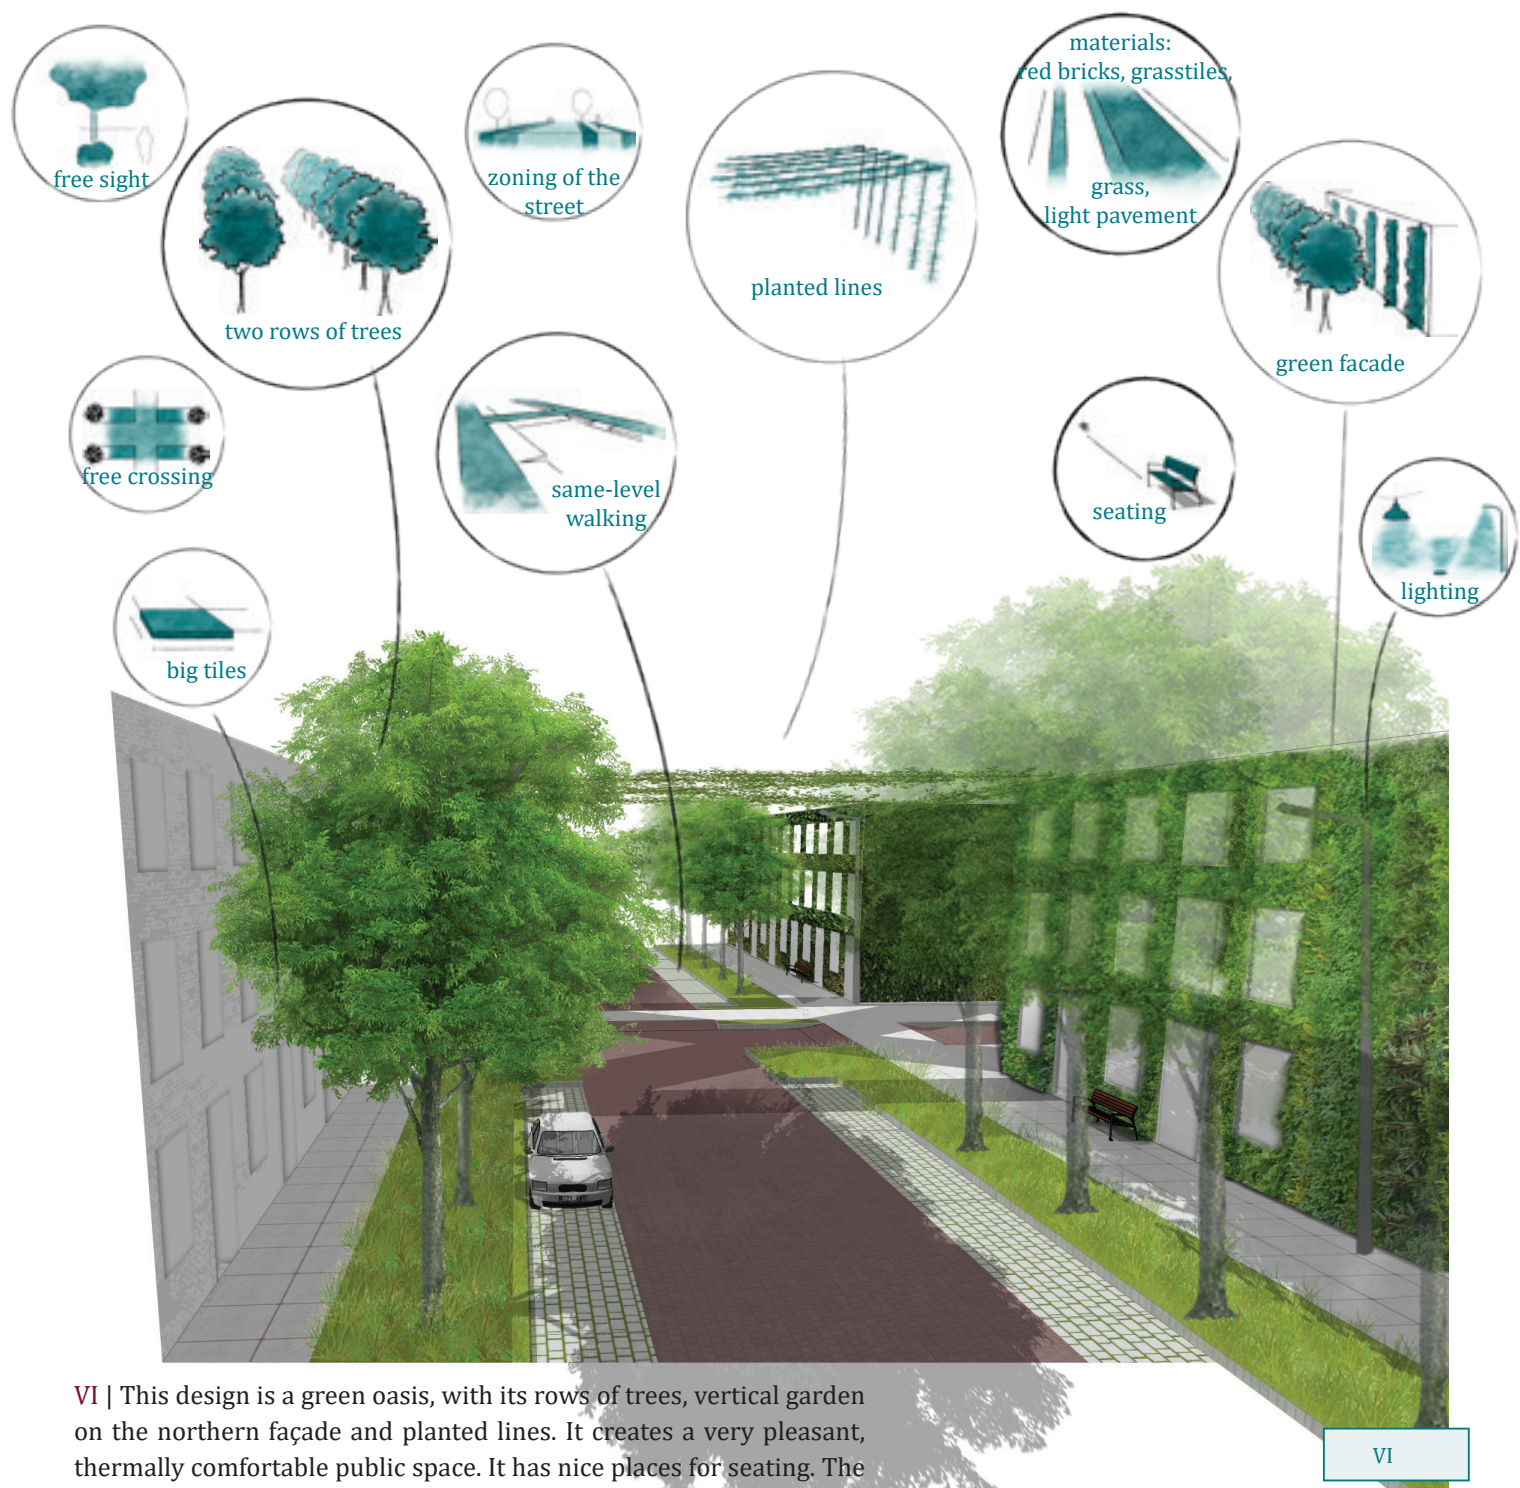 materials:
red bricks, grasstiles,
grass,
light pavement
free sight
zoning of the
street
planted lines
two rows of trees
green facade
free crossing
same-level
walking
seating
lighting
big tiles
VI | This design is a green oasis, with its rows of trees, vertical garden
on the northern façade and planted lines. It creates a very pleasant,
thermally comfortable public space. It has nice places for seating. The
VI